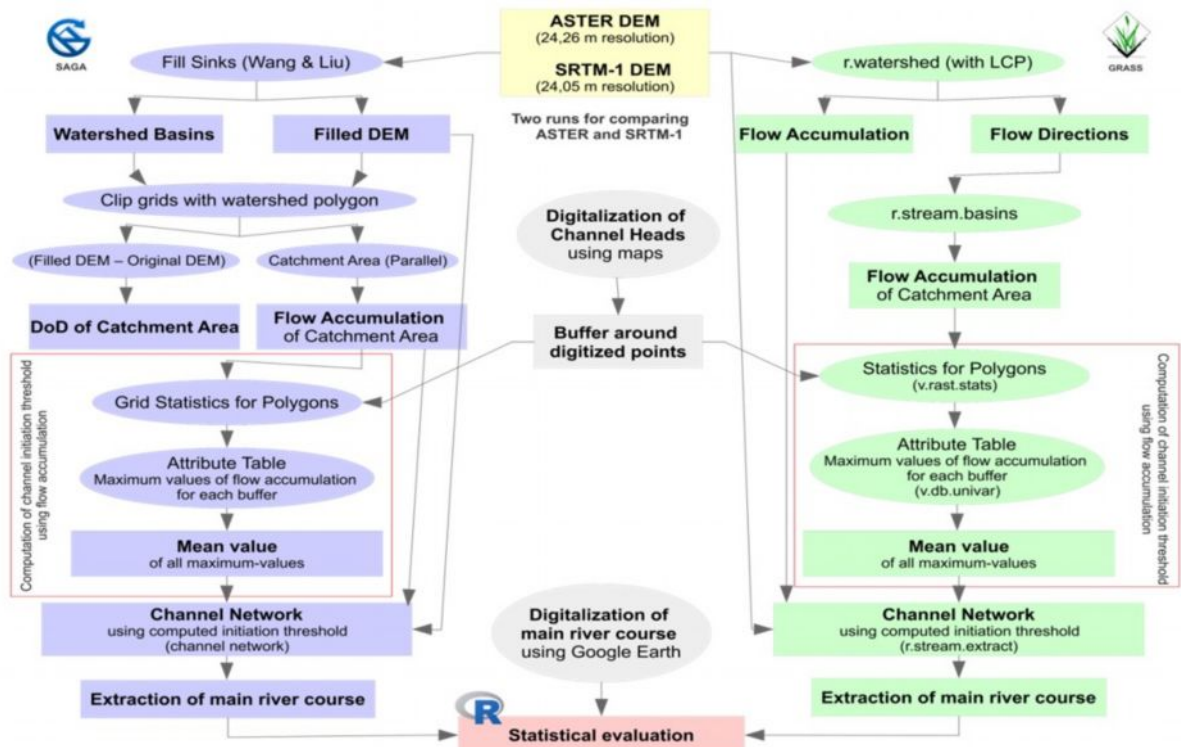 SAGA
Fill Sinks (Wang & Liu)
Watershed Basins
Filled DEM
Clip grids with watershed polygon
(Filled DEM – Original DEM)
Catchment Area (Parallel)
DoD of Catchment Area
Flow Accumulation
of Catchment Area
Computation of channel initiation threshold
using flow accumulation
Grid Statistics for Polygons
Attribute Table
Maximum values of flow accumulation
for each buffer
Mean value
of all maximum-values
Channel Network
using computed initiation threshold
(channel network)
Extraction of main river course
ASTER DEM
(24,26 m resolution)
SRTM-1 DEM
(24,05 m resolution)
Two runs for comparing
ASTER and SRTM-1
Digitalization of
Channel Heads
using maps
Buffer around
digitized points
Digitalization of
main river course
using Google Earth
R
Statistical evaluation
GRASS
r.watershed (with LCP)
Flow Accumulation
Flow Directions
r.stream.basins
Flow Accumulation
of Catchment Area
Statistics for Polygons
(v.rast.stats)
Attribute Table
Maximum values of flow accumulation
for each buffer
(v.db.univar)
Mean value
of all maximum-values
Computation of channel initiation threshold
using flow accumulation
Channel Network
using computed initiation threshold
(r.stream.extract)
Extraction of main river course